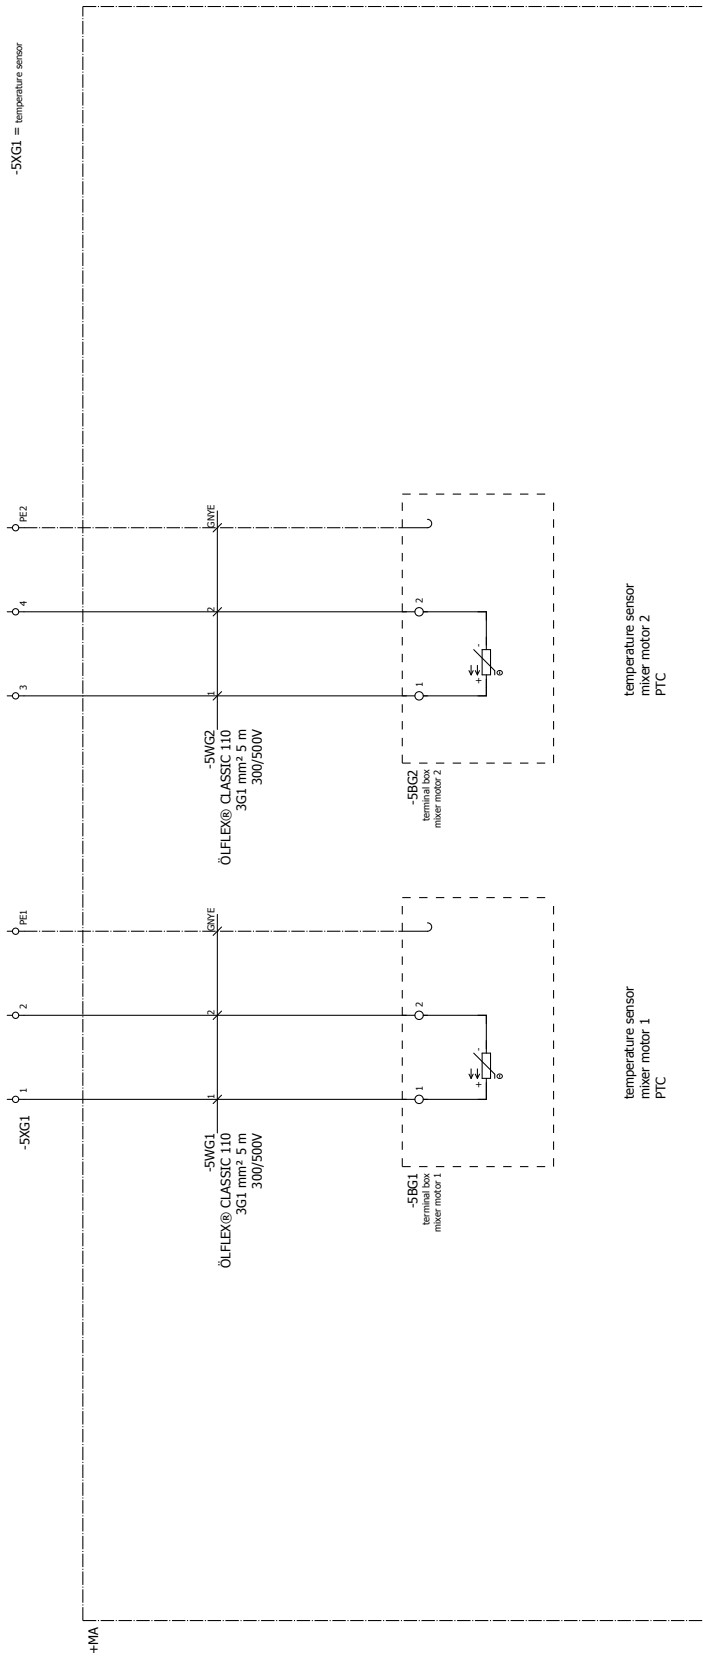 +MA
-5XG1
1
2
PE1
3
4
PE2
-5XG1 = temperature sensor
-5WG1
ÖLFLEX® CLASSIC 110
3G1 mm² 5 m
300/500V
1
2
GNYE
-5WG2
ÖLFLEX® CLASSIC 110
3G1 mm² 5 m
300/500V
1
2
GNYE
-5BG1
terminal box
mixer motor 1
1
2
+
-
-5BG2
terminal box
mixer motor 2
1
2
+
-
temperature sensor
mixer motor 1
PTC
temperature sensor
mixer motor 2
PTC